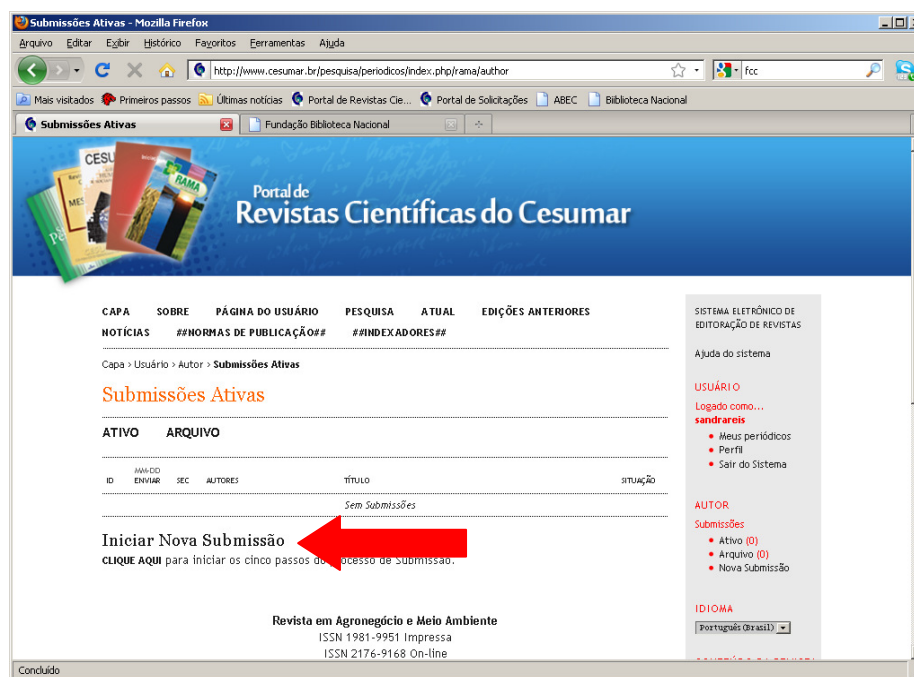 Submissões Ativas - Mozilla Firefox
Arquivo Editar Exibir Histórico Favoritos Ferramentas Ajuda
http://www.cesumar.br/pesquisa/periodicos/index.php/rama/author
fcc
Mais visitados Primeiros passos Últimas notícias Portal de Revistas Cie... Portal de Solicitações ABEC Biblioteca Nacional
Submissões Ativas Fundação Biblioteca Nacional
CESU
RAMA
Portal de
Revistas Científicas do Cesumar
CAPA SOBRE PÁGINA DO USUÁRIO PESQUISA ATUAL EDIÇÕES ANTERIORES
NOTÍCIAS ##NORMAS DE PUBLICAÇÃO## ##INDEXADORES##
Capa > Usuário > Autor > Submissões Ativas
Submissões Ativas
ATIVO ARQUIVO
MM-DD
ID ENVIAR SEC AUTORES TÍTULO SITUAÇÃO
Sem Submissões
Iniciar Nova Submissão
CLIQUE AQUI para iniciar os cinco passos do processo de Submissão.
Revista em Agronegócio e Meio Ambiente
ISSN 1981-9951 Impressa
ISSN 2176-9168 On-line
SISTEMA ELETRÔNICO DE
EDITORAÇÃO DE REVISTAS
Ajuda do sistema
USUÁRIO
Logado como...
sandrareis
Meus periódicos
Perfil
Sair do Sistema
AUTOR
Submissões
Ativo (0)
Arquivo (0)
Nova Submissão
IDIOMA
Português (Brasil)
Concluído